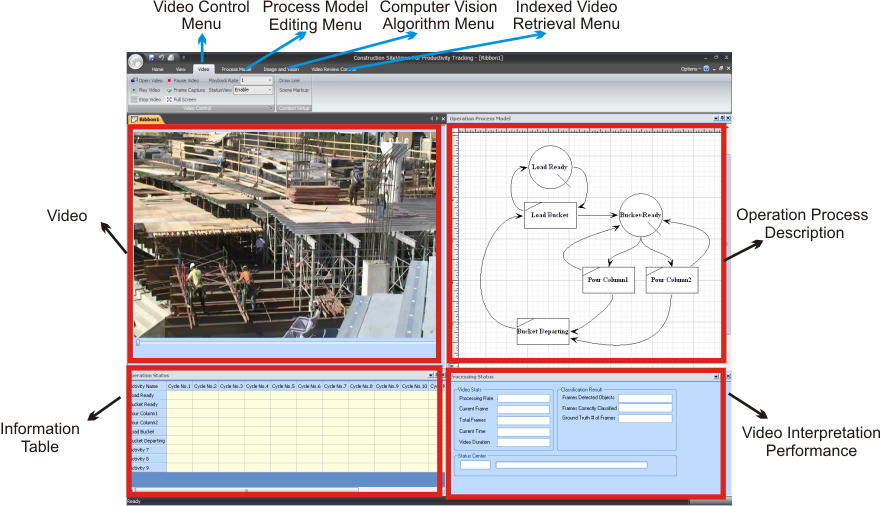 Video Control
Menu
Process Model
Editing Menu
Computer Vision
Algorithm Menu
Indexed Video
Retrieval Menu
Construction SiteVision For Productivity Tracking - [Ribbon1]
Home View Video Process Model Image and Vision Video Review Control
Options
Open Video Pause Video Playback Rate 1 Draw Line
Play Video Frame Capture StatusView Enable Scene Markup
Stop Video Full Screen
Video Control Context Setup
Ribbon1
Operation Process Model
Video
Load Ready
Load Bucket
Bucket Ready
Pour Column1
Pour Column2
Bucket Departing
Operation Process
Description
Operation Status
Activity Name Cycle No.1 Cycle No.2 Cycle No.3 Cycle No.4 Cycle No.5 Cycle No.6 Cycle No.7 Cycle No.8 Cycle No.9 Cycle No.10 Cycle
Load Ready
Bucket Ready
Pour Column1
Pour Column2
Load Bucket
Bucket Departing
Activity 7
Activity 8
Activity 9
Information
Table
Processing Status
Video Stats
Processing Rate
Current Frame
Total Frames
Current Time
Video Duration
Classification Result
Frames Detected Objects
Frames Correctly Classified
Ground Truth # of Frames
Status Center
Video Interpretation
Performance
Ready